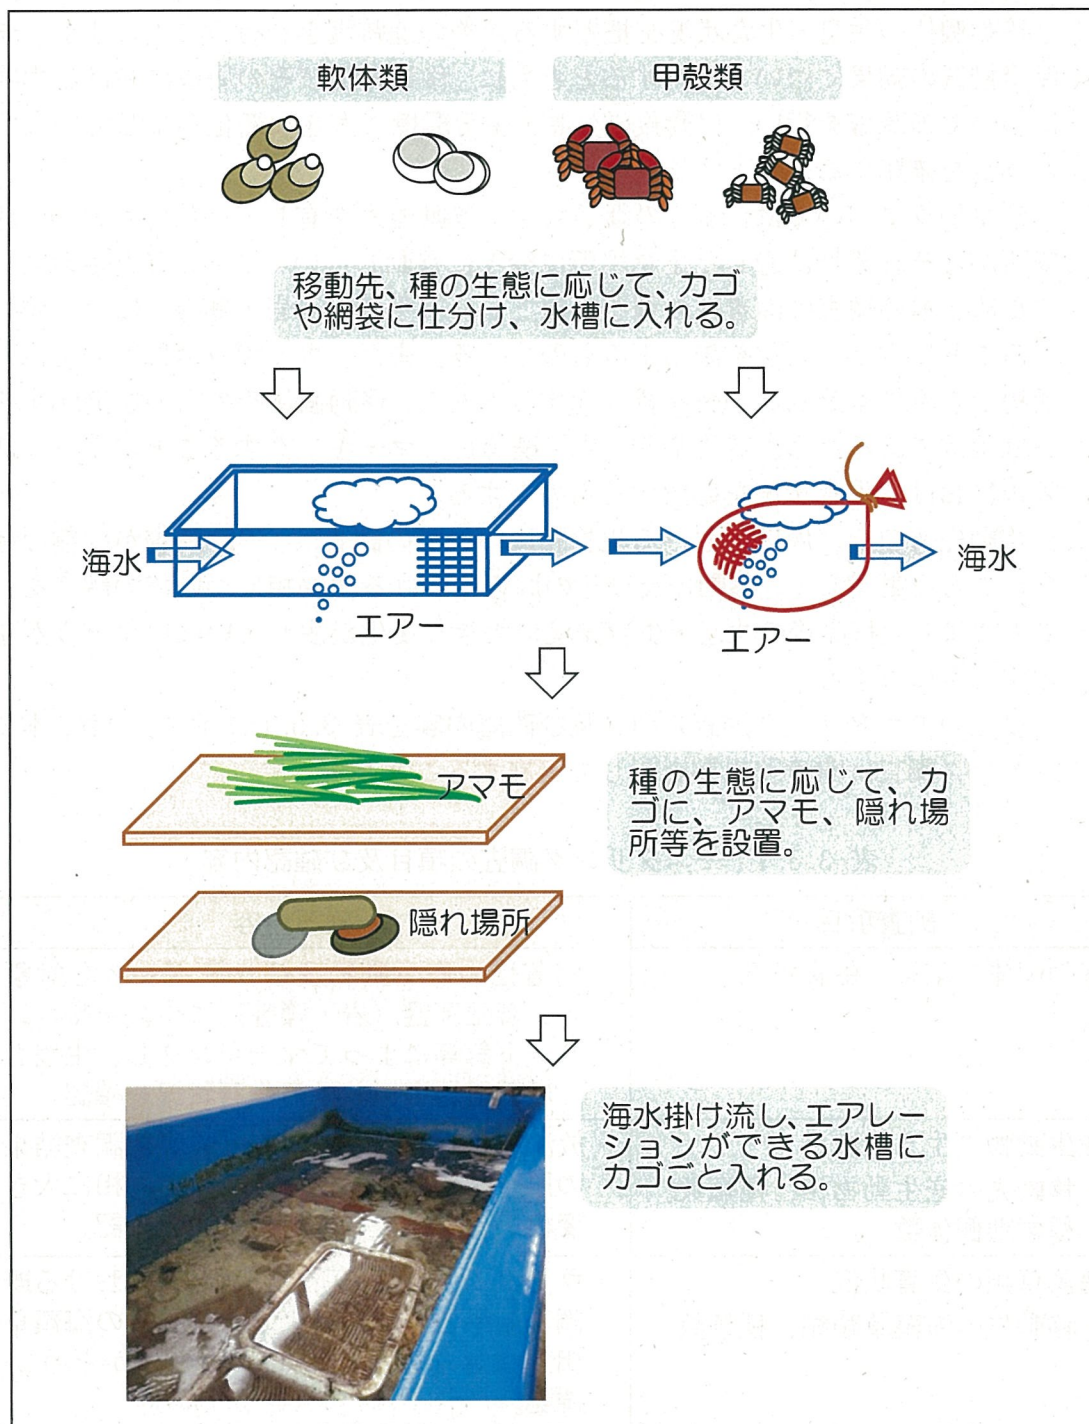 軟体類
甲殻類
移動先、種の生態に応じて、カゴ
や網袋に仕分け、水槽に入れる。
海水
エアー
エアー
海水
アマモ
種の生態に応じて、カ
ゴに、アマモ、隠れ場
所等を設置。
隠れ場所
海水掛け流し、エアレー
ションができる水槽に
カゴごと入れる。